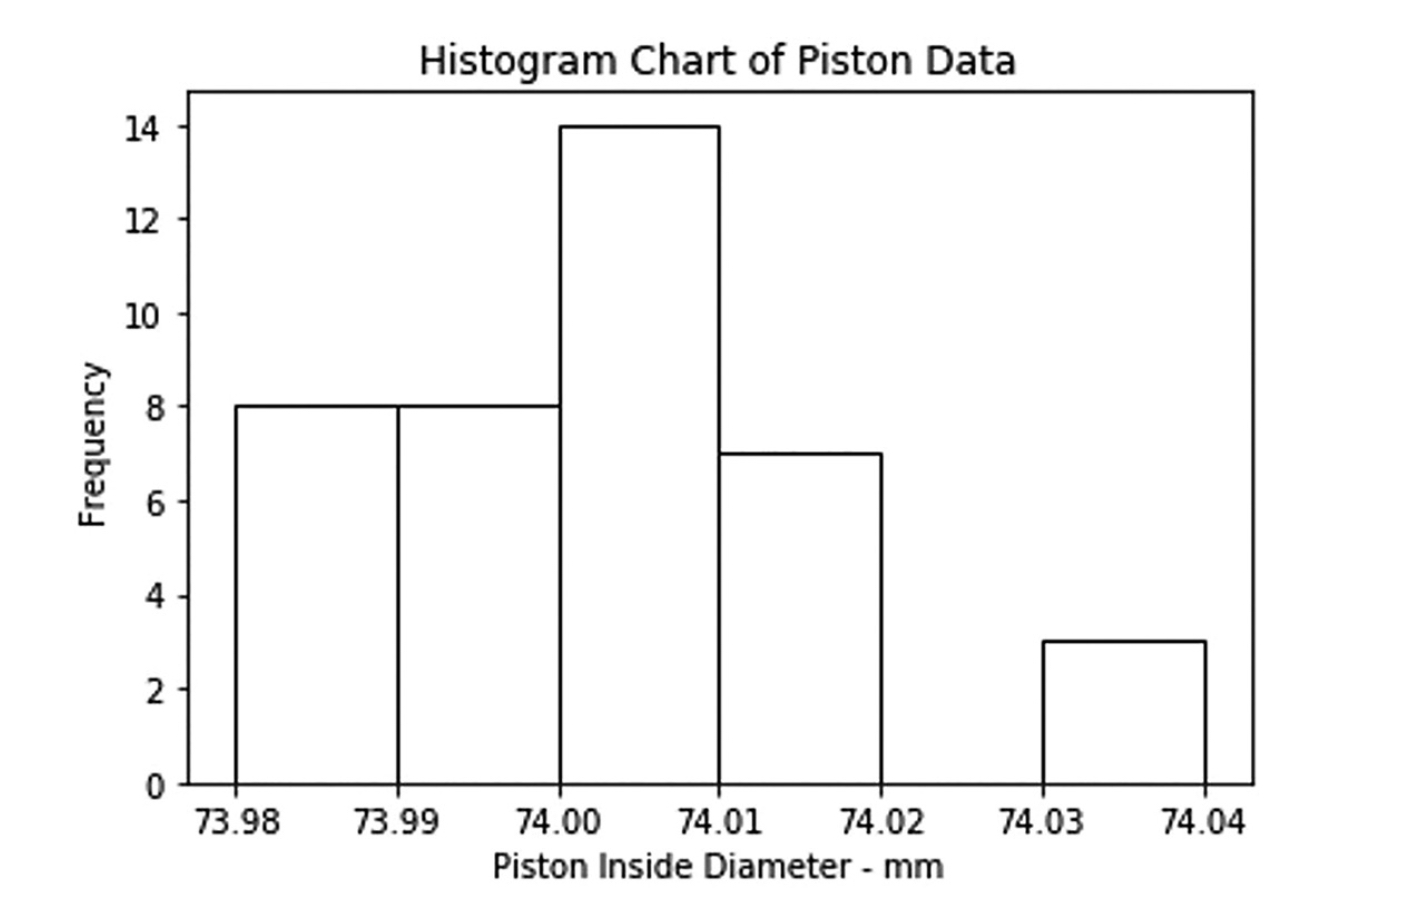 Histogram Chart of Piston Data
14
12
10
8
6
4
2
0
Frequency
73.98 73.99 74.00 74.01 74.02 74.03 74.04
Piston Inside Diameter - mm